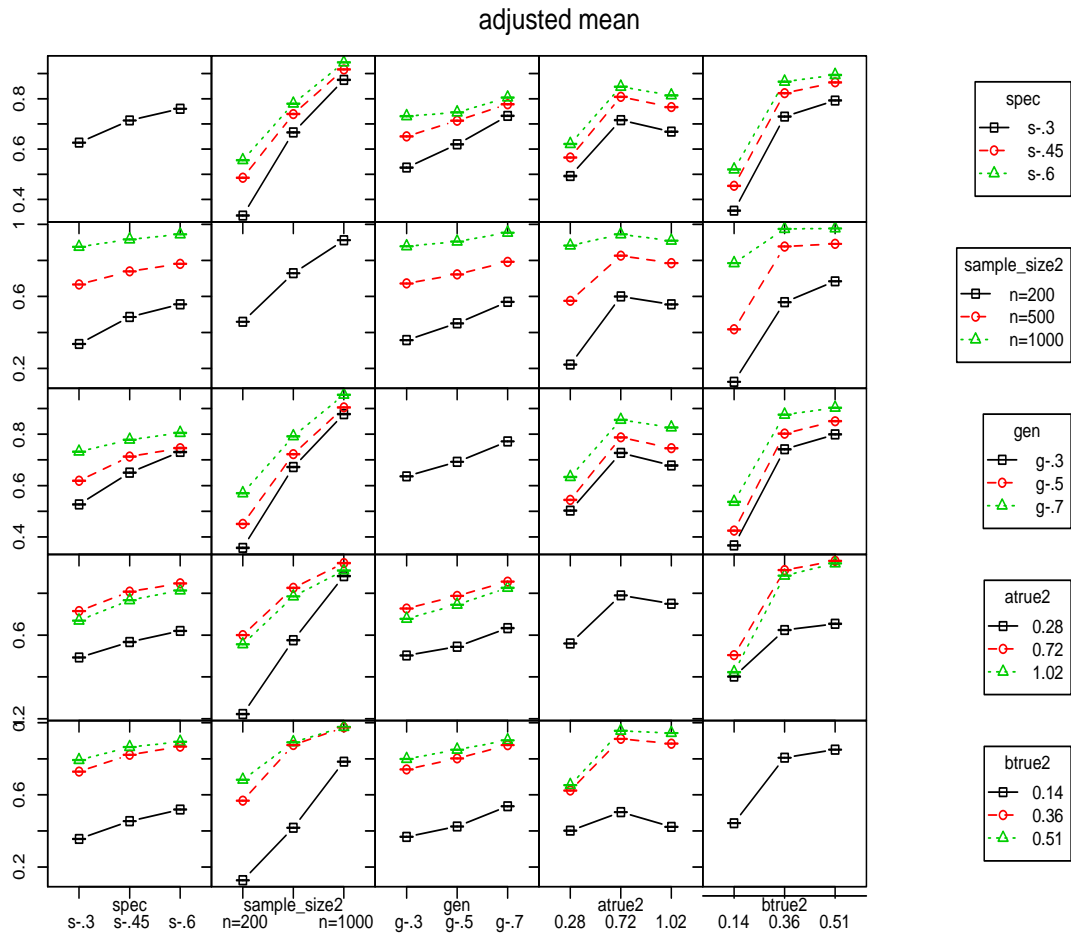 adjusted mean
0.4 0.6 0.8
spec
s-.3
s-.45
s-.6
0.2 0.6 1
sample_size2
n=200
n=500
n=1000
0.4 0.6 0.8
gen
g-.3
g-.5
g-.7
0.2 0.6
atrue2
0.28
0.72
1.02
0.2 0.6 1
btrue2
0.14
0.36
0.51
spec sample_size2 gen atrue2 btrue2
s-.3 s-.45 s-.6 n=200 n=1000 g-.3 g-.5 g-.7 0.28 0.72 1.02 0.14 0.36 0.51